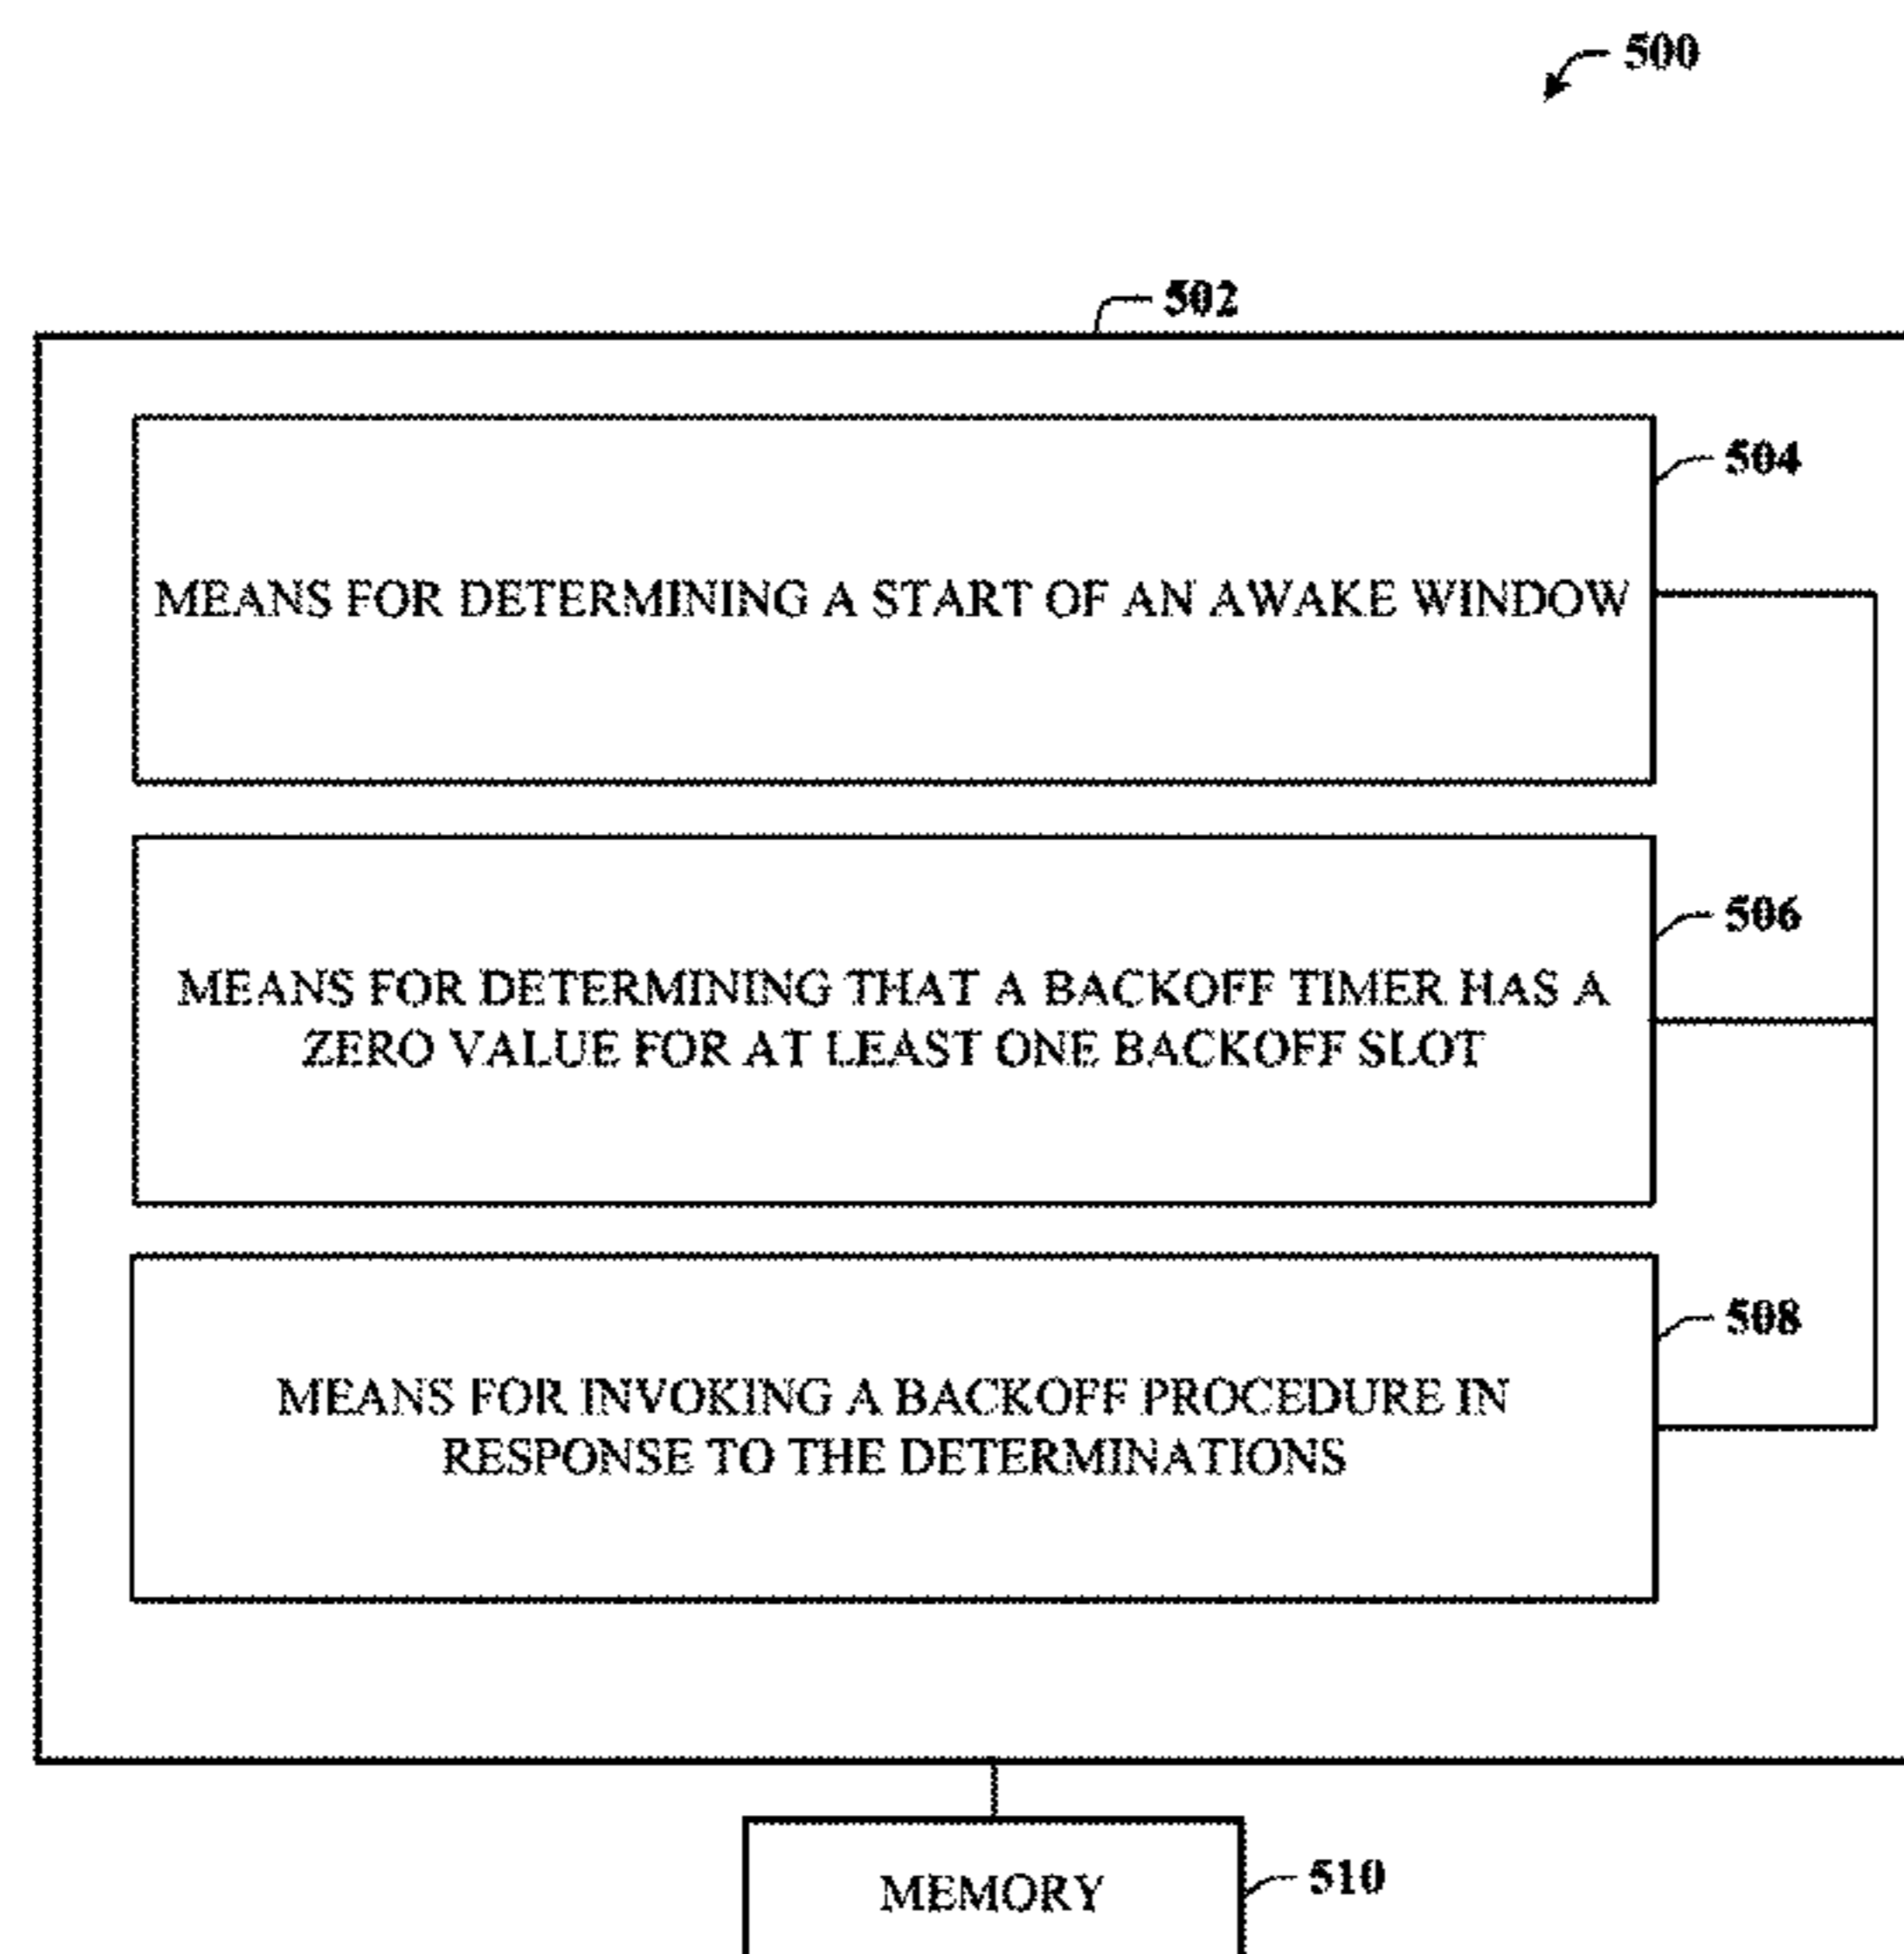 500
502
504
MEANS FOR DETERMINING A START OF AN AWAKE WINDOW
506
MEANS FOR DETERMINING THAT A BACKOFF TIMER HAS A
ZERO VALUE FOR AT LEAST ONE BACKOFF SLOT
508
MEANS FOR INVOKING A BACKOFF PROCEDURE IN
RESPONSE TO THE DETERMINATIONS
MEMORY
510